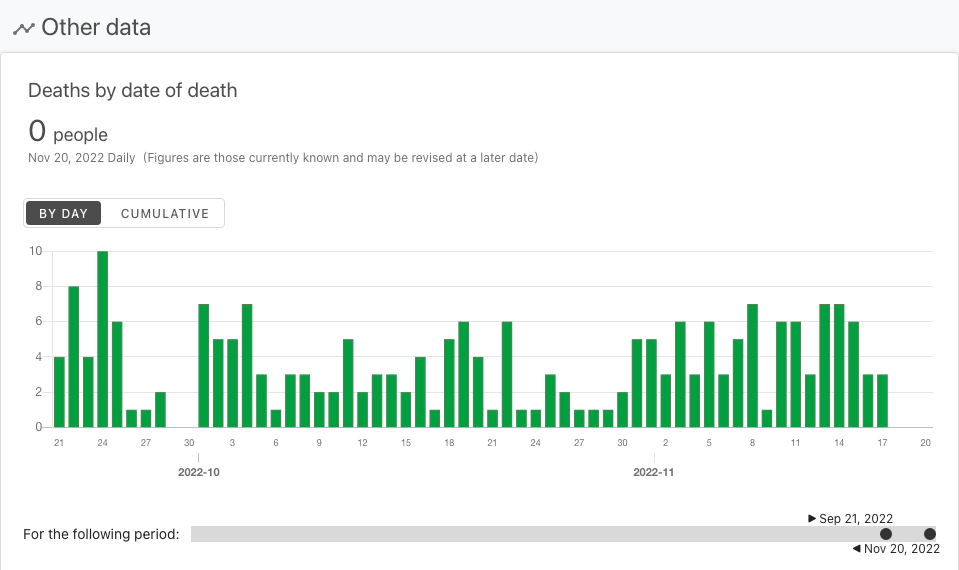 Other data
Deaths by date of death
0 people
Nov 20, 2022 Daily (Figures are those currently known and may be revised at a later date)
BY DAY CUMULATIVE
10
8
6
4
2
0
21 24 27 30 3 6 9 12 15 18 21 24 27 30 2 5 8 11 14 17 20
2022-10 2022-11
Sep 21, 2022
For the following period:
Nov 20, 2022